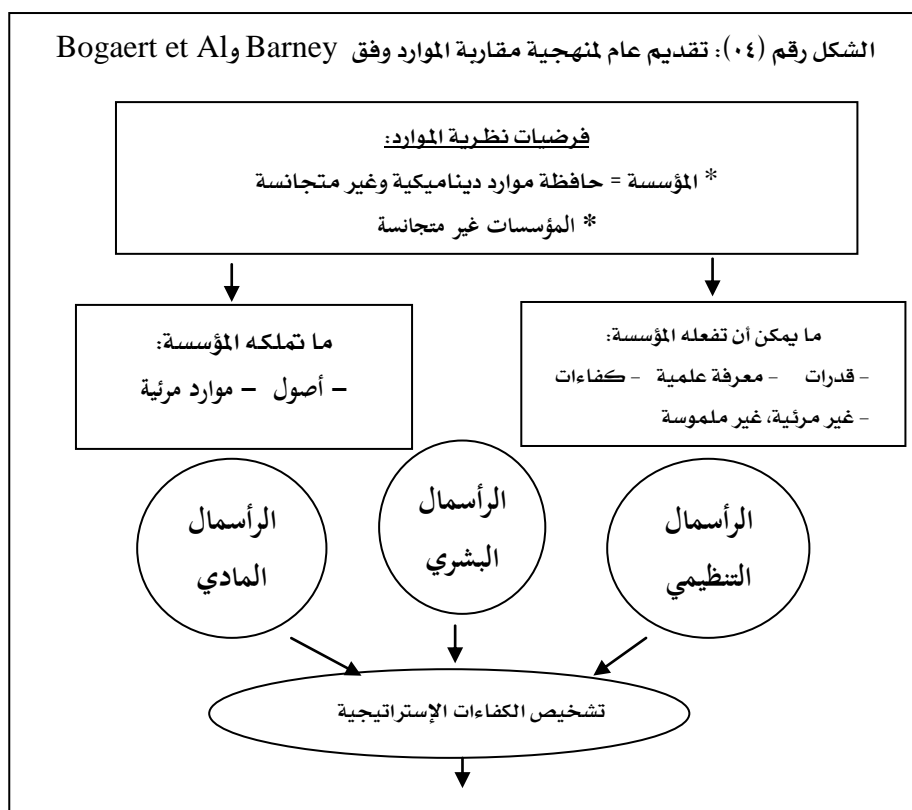 الشكل رقم (٠٤): تقديم عام لمنهجية مقاربة الموارد وفق Barney وBogaert et Al
فرضيات نظرية الموارد:
* المؤسسة = حافظة موارد ديناميكية وغير متجانسة
* المؤسسات غير متجانسة
ما يمكن أن تفعله المؤسسة:
- قدرات - معرفة علمية - كفاءات
- غير مرئية، غير ملموسة
ما تملكه المؤسسة:
– أصول – موارد مرئية
الرأسمال
التنظيمي
الرأسمال
البشري
الرأسمال
المادي
تشخيص الكفاءات الإستراتيجية